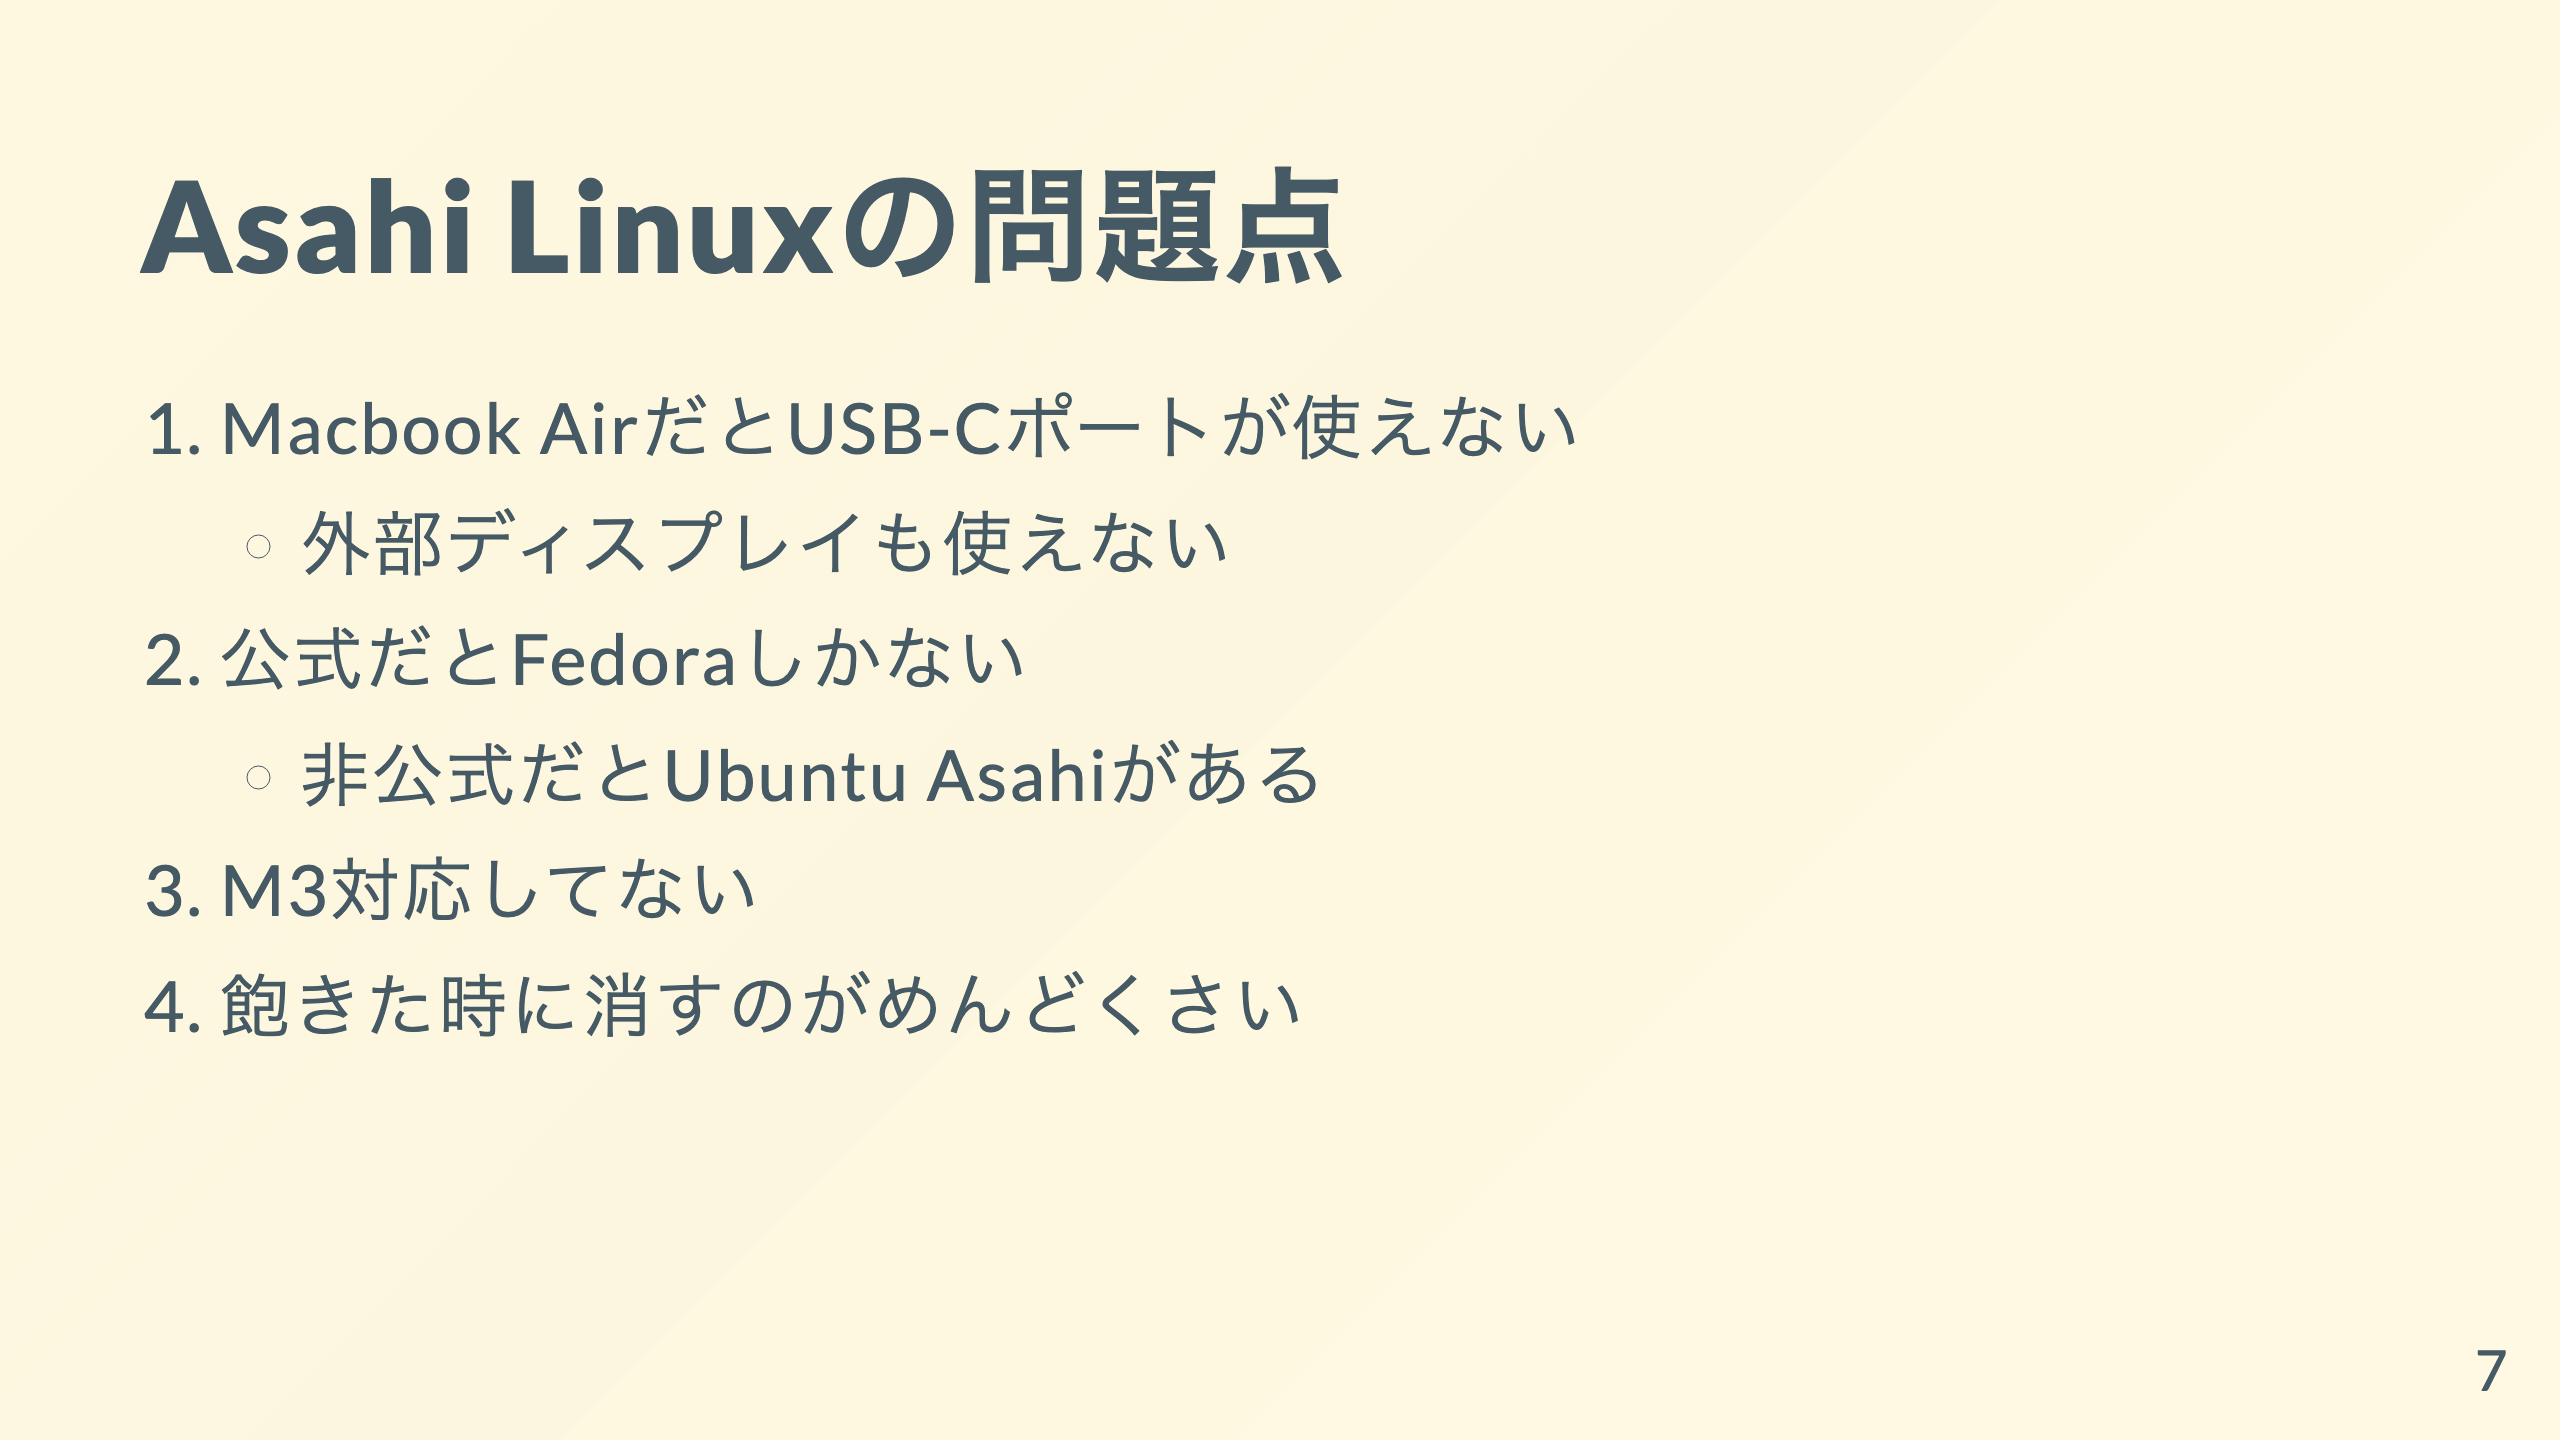 Asahi Linuxの問題点
1. Macbook AirだとUSB-Cポートが使えない
○ 外部ディスプレイも使えない
2. 公式だとFedoraしかない
○ 非公式だとUbuntu Asahiがある
3. M3対応してない
4. 飽きた時に消すのがめんどくさい
7